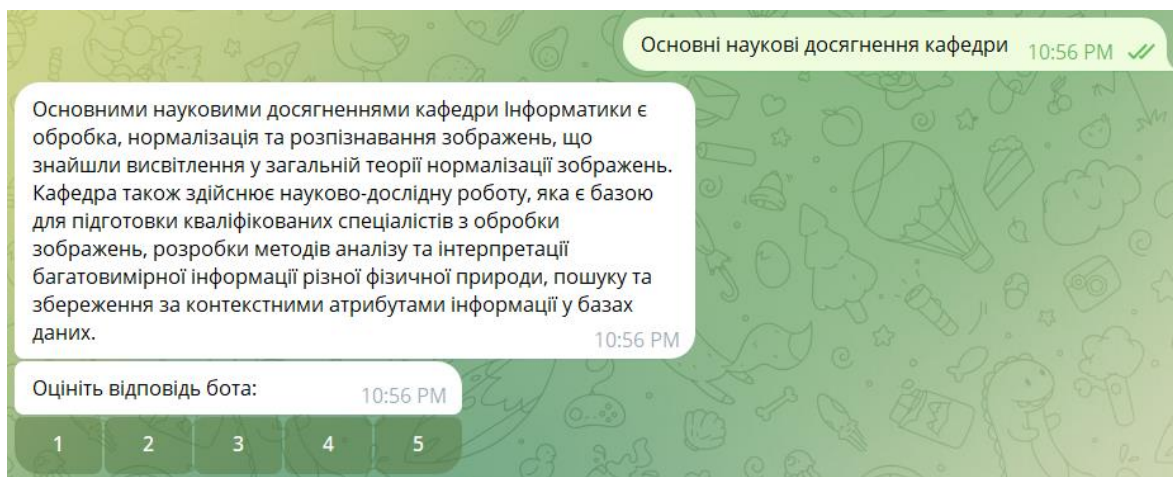 Основні наукові досягнення кафедри 10:56 PM
Основними науковими досягненнями кафедри Інформатики є
обробка, нормалізація та розпізнавання зображень, що
знайшли висвітлення у загальній теорії нормалізації зображень.
Кафедра також здійснює науково-дослідну роботу, яка є базою
для підготовки кваліфікованих спеціалістів з обробки
зображень, розробки методів аналізу та інтерпретації
багатовимірної інформації різної фізичної природи, пошуку та
збереження за контекстними атрибутами інформації у базах
даних. 10:56 PM
Оцініть відповідь бота: 10:56 PM
1 2 3 4 5